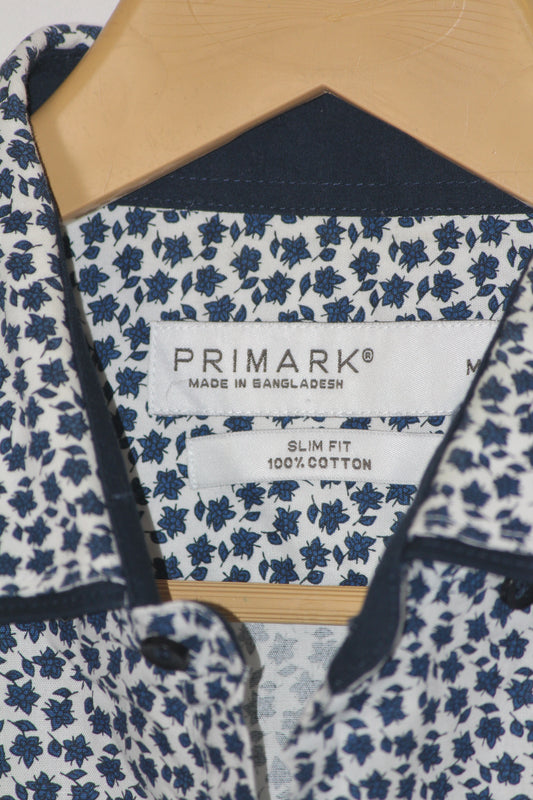 PRIMARK® M
MADE IN BANGLADESH
SLIM FIT
100% COTTON